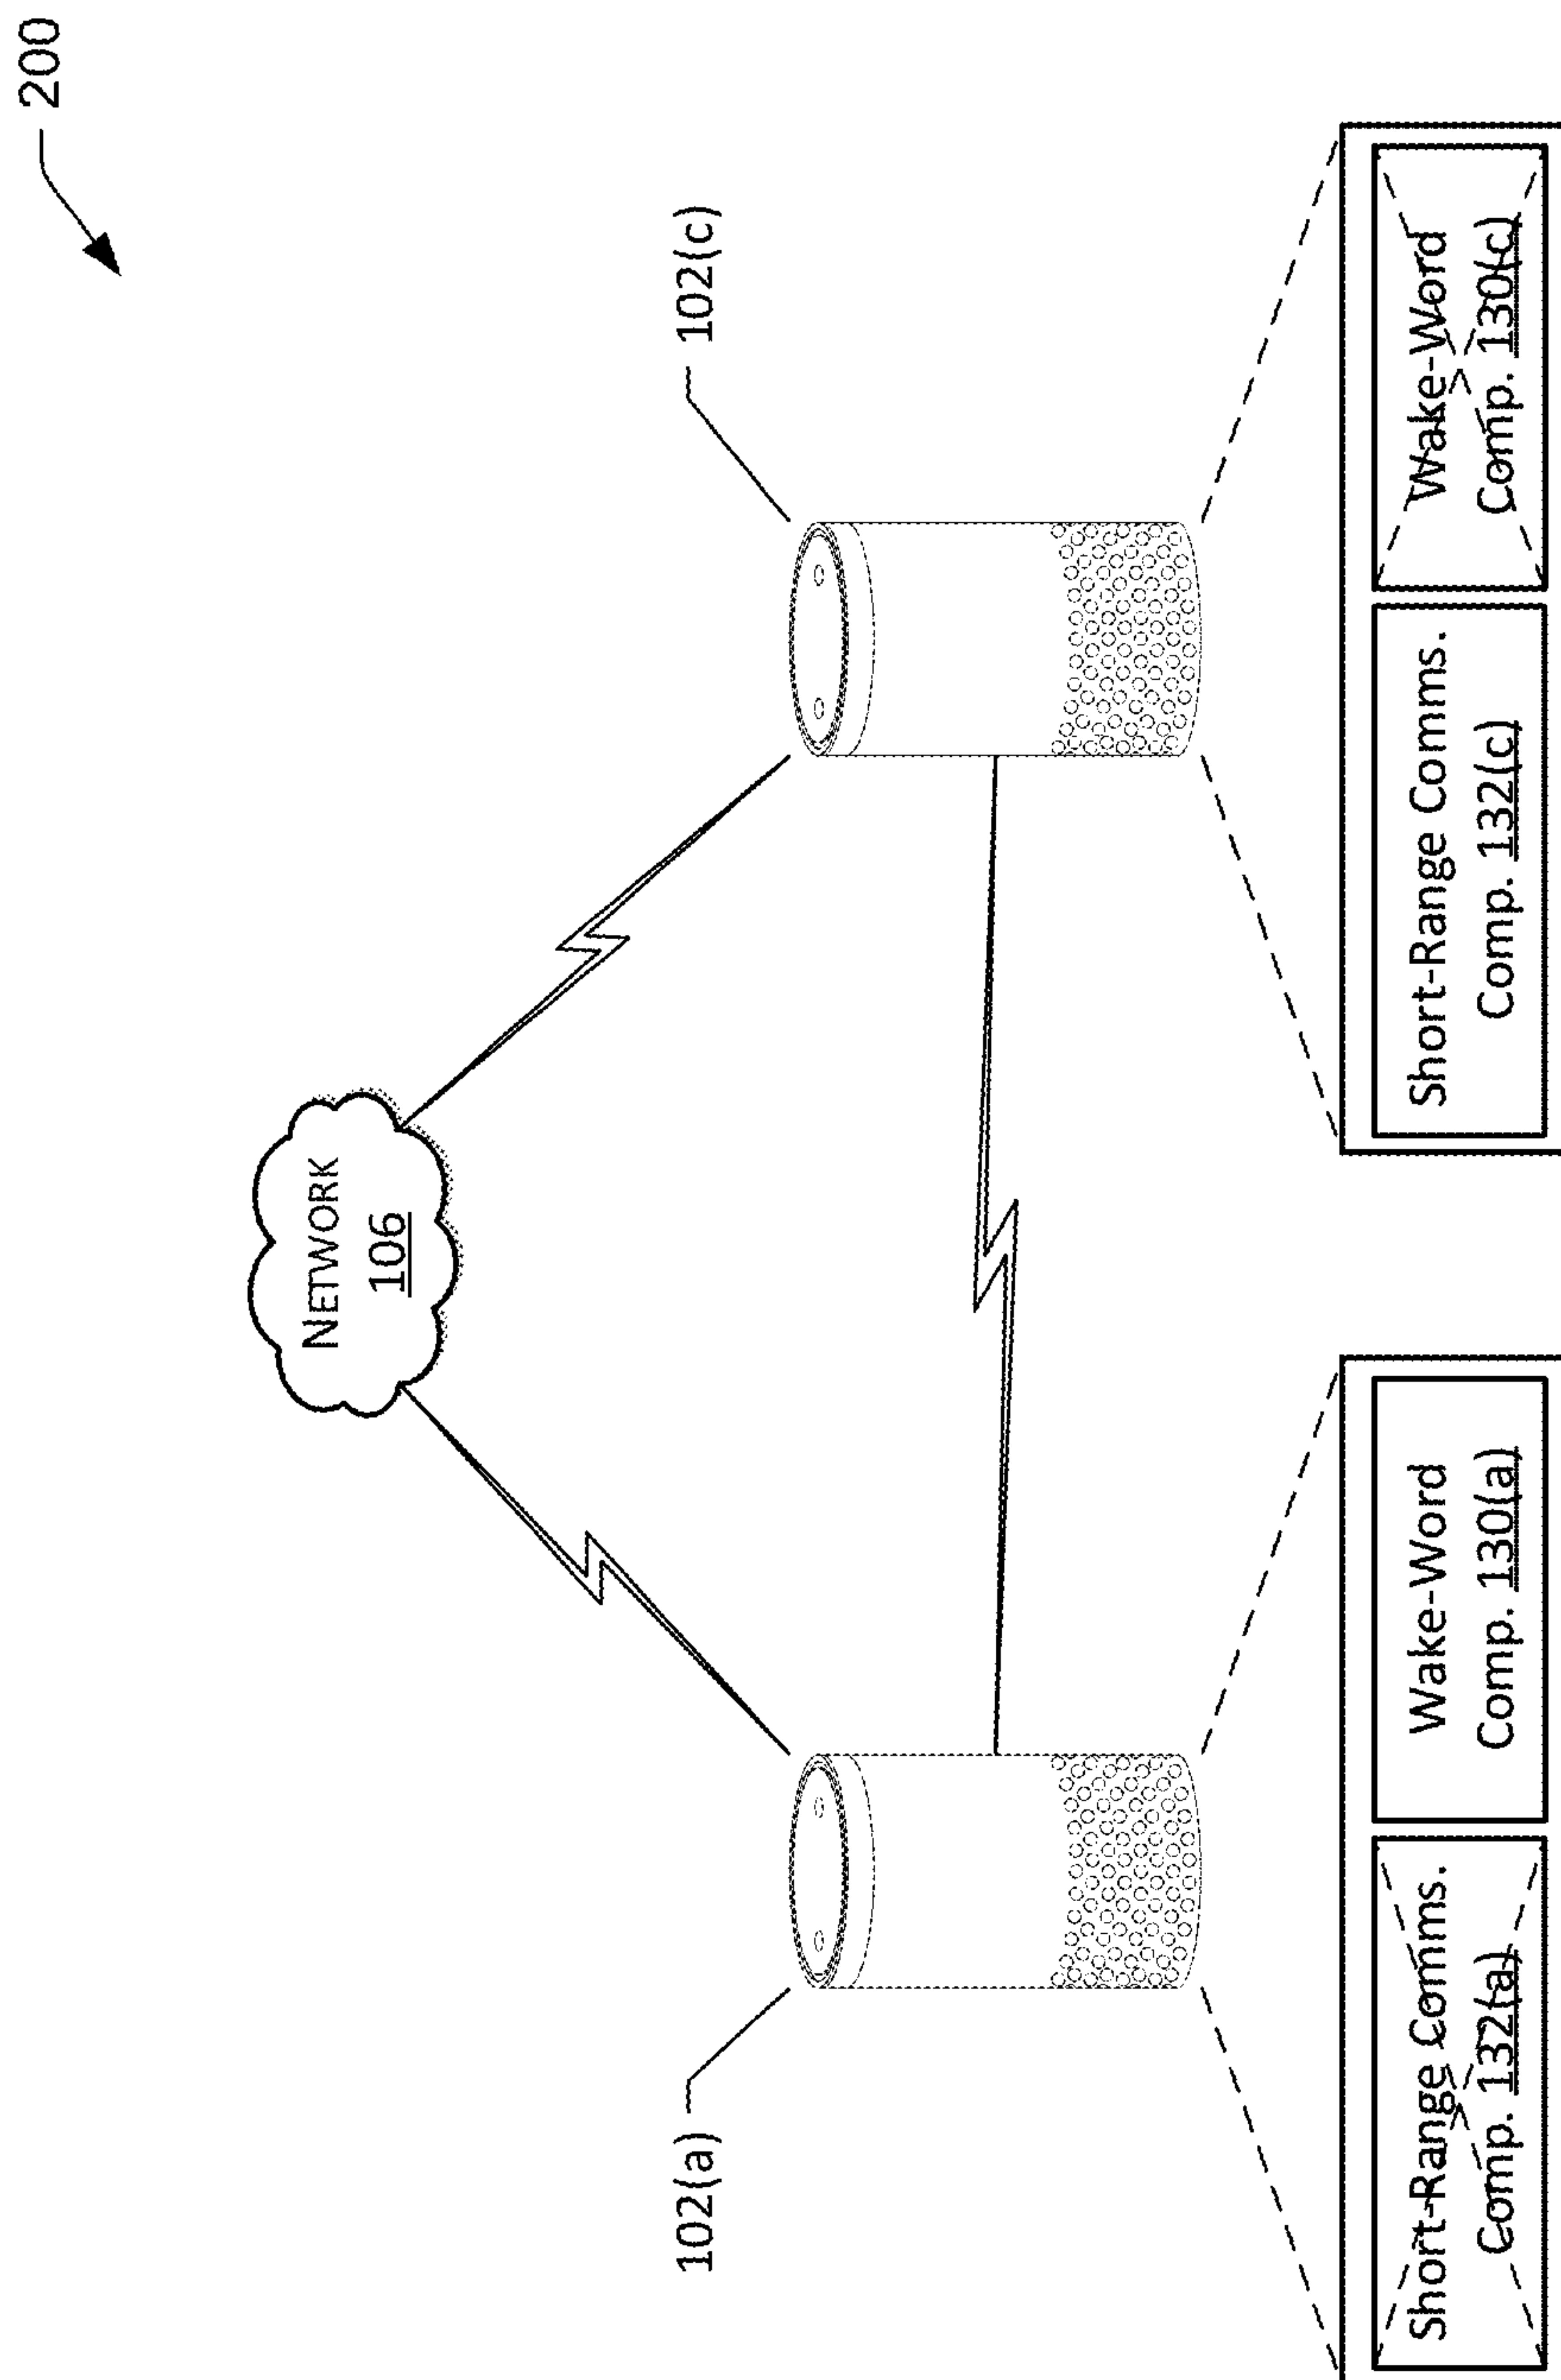 200
NETWORK
106
102(a)
102(c)
Short-Range Comms.
Comp. 132(a)
Wake-Word
Comp. 130(a)
Short-Range Comms.
Comp. 132(c)
Wake-Word
Comp. 130(c)